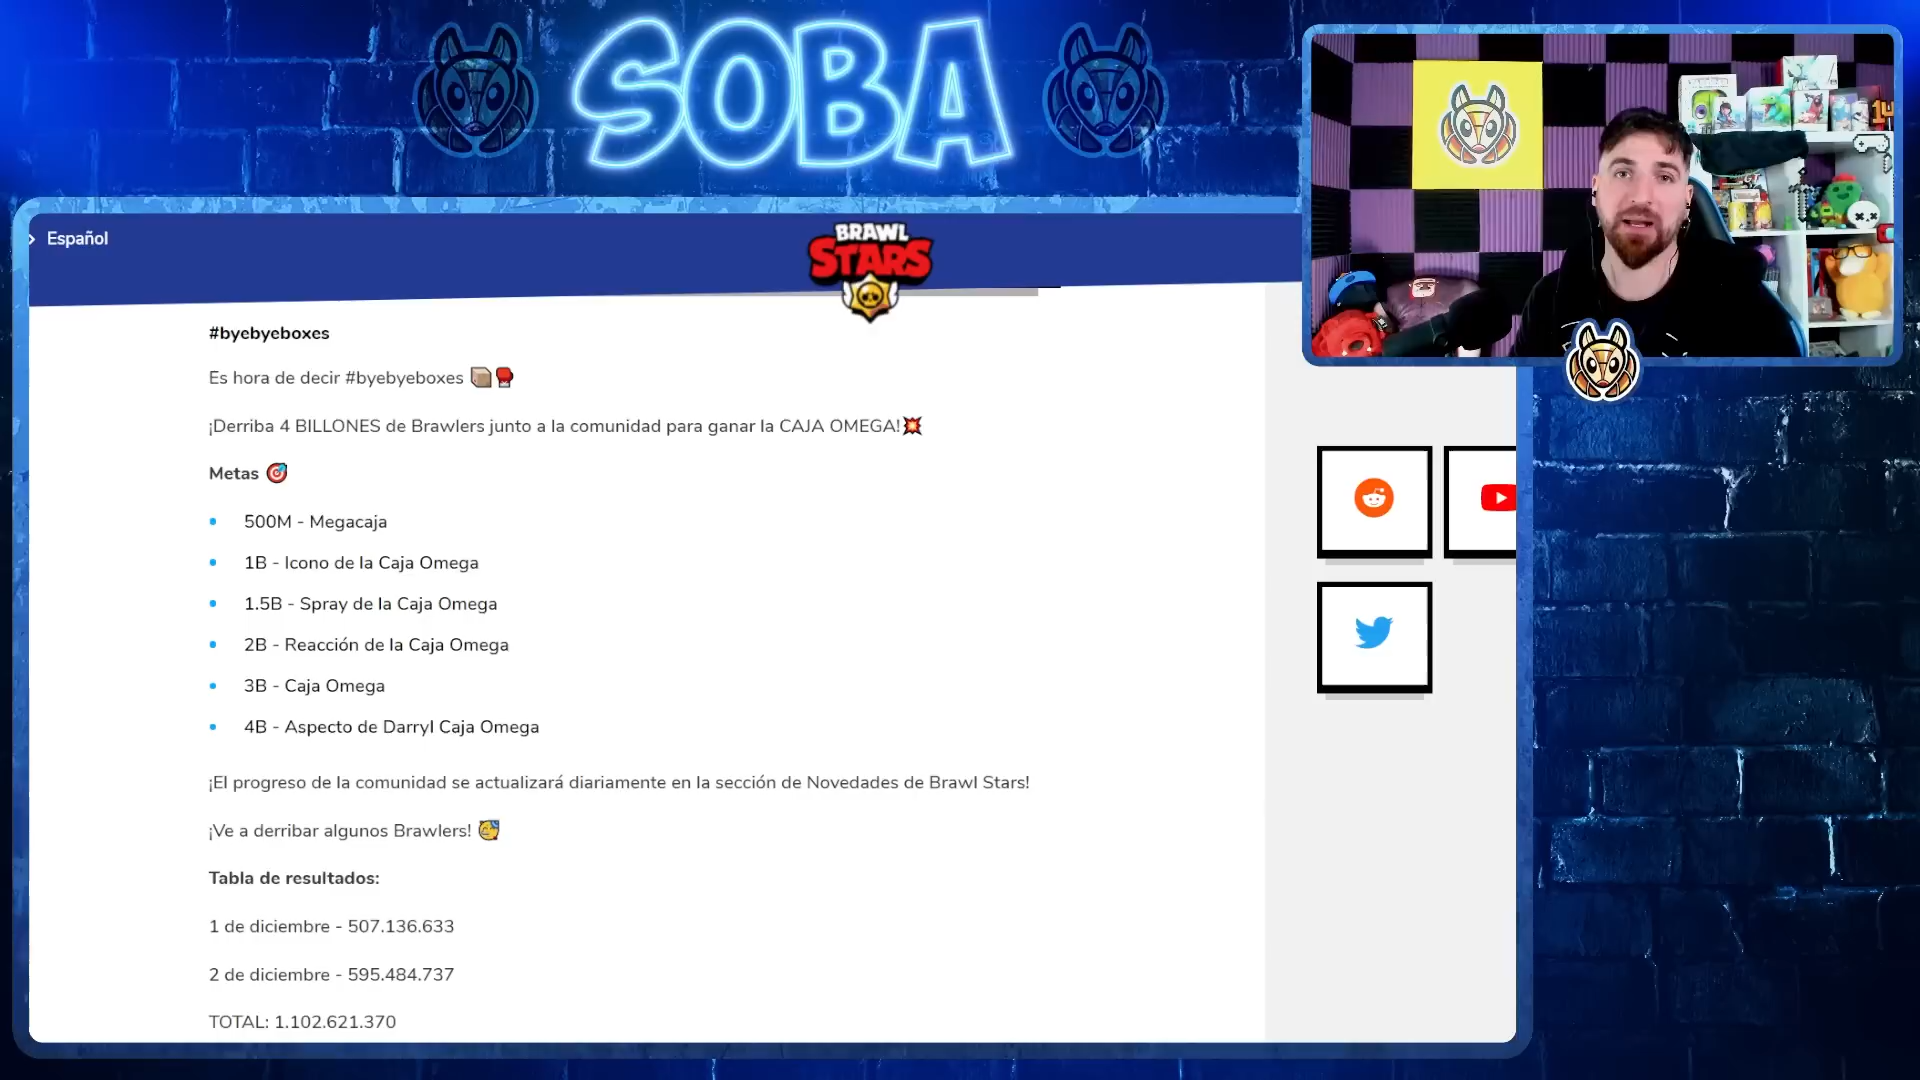 SOBA
Español
BRAWL
STARS
#byebyeboxes
Es hora de decir #byebyeboxes 📦🥊
¡Derriba 4 BILLONES de Brawlers junto a la comunidad para ganar la CAJA OMEGA!💥
Metas 🎯
500M - Megacaja
1B - Icono de la Caja Omega
1.5B - Spray de la Caja Omega
2B - Reacción de la Caja Omega
3B - Caja Omega
4B - Aspecto de Darryl Caja Omega
¡El progreso de la comunidad se actualizará diariamente en la sección de Novedades de Brawl Stars!
¡Ve a derribar algunos Brawlers! 🥳
Tabla de resultados:
1 de diciembre - 507.136.633
2 de diciembre - 595.484.737
TOTAL: 1.102.621.370